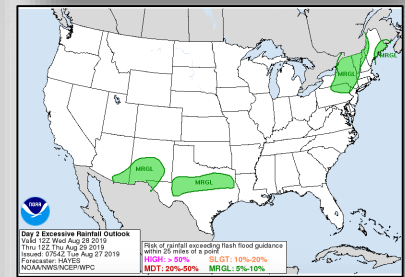 MRGL
MRGL
MRGL
MRGL
NOAA
Day 2 Excessive Rainfall Outlook
Valid 12Z Wed Aug 28 2019
Thru 12Z Thu Aug 29 2019
Issued: 0754Z Tue Aug 27 2019
Forecaster: HAYES
NOAA/NWS/NCEP/WPC
Risk of rainfall exceeding flash flood guidance
within 25 miles of a point
HIGH: > 50% SLGT: 10%-20%
MDT: 20%-50% MRGL: 5%-10%